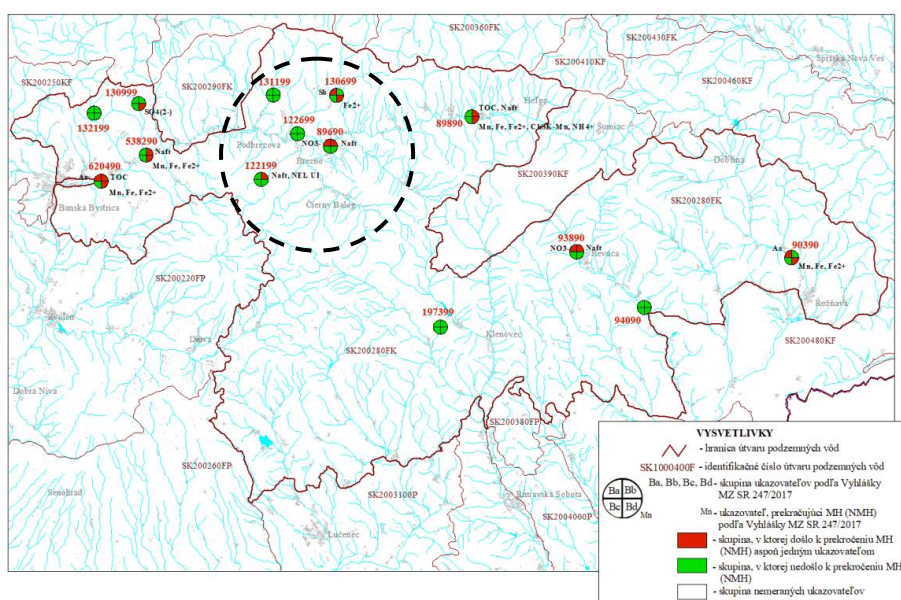 SK200360KF
SK200430KF
SK200410KF
Spišská Nová Ves
SK200250KF
SK200290FK
SK200460KF
130999
SO4(2-)
132199
131199
130699
Sb
Fe2+
TOC, Naft
Heľpa
89890
Mn, Fe, Fe2+, ChSK-Mn, NH4+
Šumiac
122699
89690
538290
Naft
Mn, Fe, Fe2+
Podbrezová
NO3-
Naft
Brezno
Dobšiná
620490
As
TOC
Mn, Fe, Fe2+
122199
Naft, NEL UI
SK200390KF
Banská Bystrica
Čierny Balog
SK200280FK
93890
NO3-
Naft
Revúca
90390
As
Mn, Fe, Fe2+
SK200220FP
Rožňava
Zvolen
197399
94090
Detva
SK200280FK
Klenovec
SK200480KF
Dobrá Niva
SK200380FP
SK200260FP
Senohrad
SK2003100P
Rimavská Sobota
SK2004000P
Lučenec
VYSVETLIVKY
- hranica útvaru podzemných vôd
SK1000400F - identifikačné číslo útvaru podzemných vôd
Ba, Bb, Bc, Bd - skupina ukazovateľov podľa Vyhlášky
MZ SR 247/2017
Ba Bb
Bc Bd
Mn
Mn - ukazovateľ, prekračujúci MH (NMH)
podľa Vyhlášky MZ SR 247/2017
- skupina, v ktorej došlo k prekročeniu MH
(NMH) aspoň jedným ukazovateľom
- skupina, v ktorej nedošlo k prekročeniu MH
(NMH)
- skupina nemeraných ukazovateľov